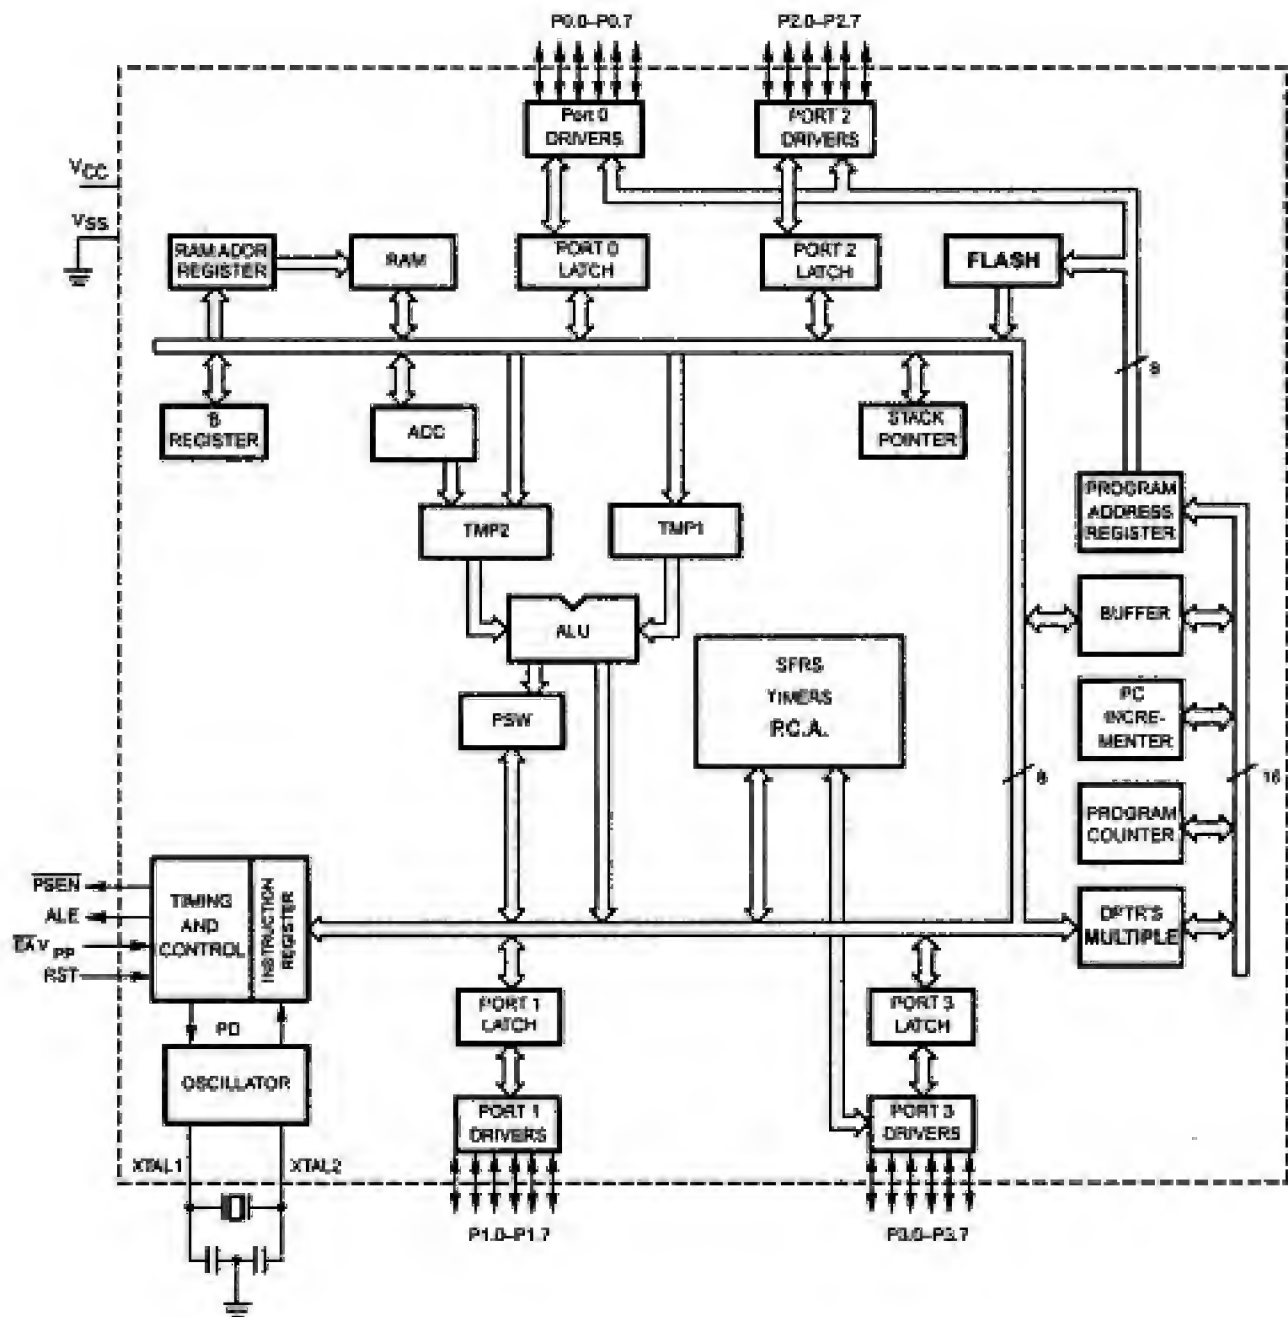 P0.0–P0.7
P2.0–P2.7
Port 0
DRIVERS
PORT 2
DRIVERS
VCC
VSS
RAM ADDR
REGISTER
RAM
PORT 0
LATCH
PORT 2
LATCH
FLASH
8
B
REGISTER
ACC
STACK
POINTER
PROGRAM
ADDRESS
REGISTER
TMP2
TMP1
BUFFER
ALU
SFRS
TIMERS
P.C.A.
PSW
PC
INCRE-
MENTER
8
16
PROGRAM
COUNTER
PSEN
ALE
EAVPP
RST
TIMING
AND
CONTROL
INSTRUCTION
REGISTER
DPTR'S
MULTIPLE
PD
PORT 1
LATCH
PORT 3
LATCH
OSCILLATOR
PORT 1
DRIVERS
PORT 3
DRIVERS
XTAL1
XTAL2
P1.0–P1.7
P3.0–P3.7